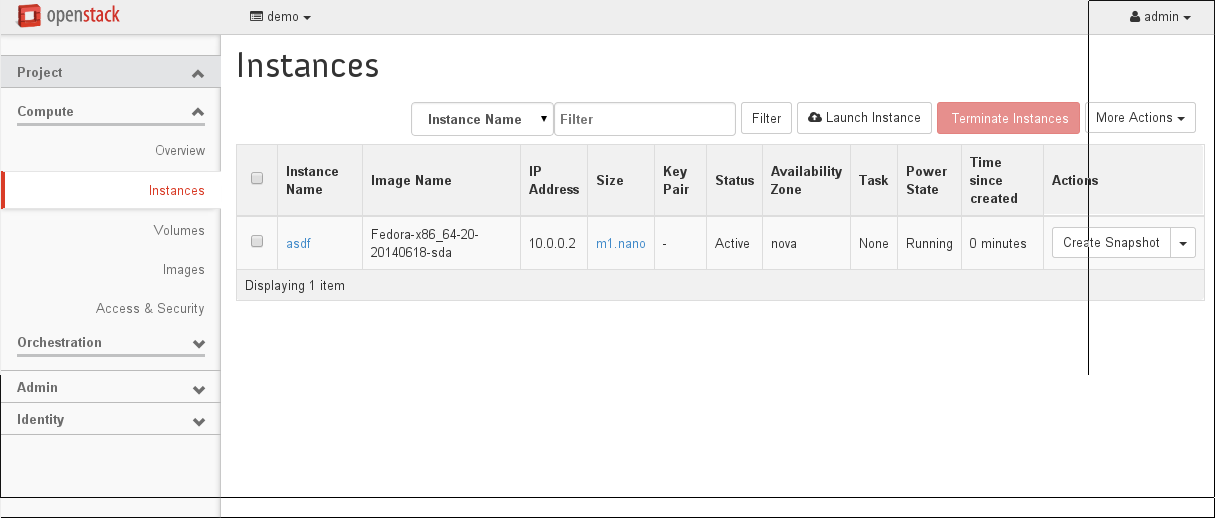 openstack
demo
admin
Project
Compute
Overview
Instances
Volumes
Images
Access & Security
Orchestration
Admin
Identity
Instances
Instance Name Filter Filter Launch Instance Terminate Instances More Actions
Instance Name Image Name IP Address Size Key Pair Status Availability Zone Task Power State Time since created Actions
asdf Fedora-x86_64-20-20140618-sda 10.0.0.2 m1.nano - Active nova None Running 0 minutes Create Snapshot
Displaying 1 item